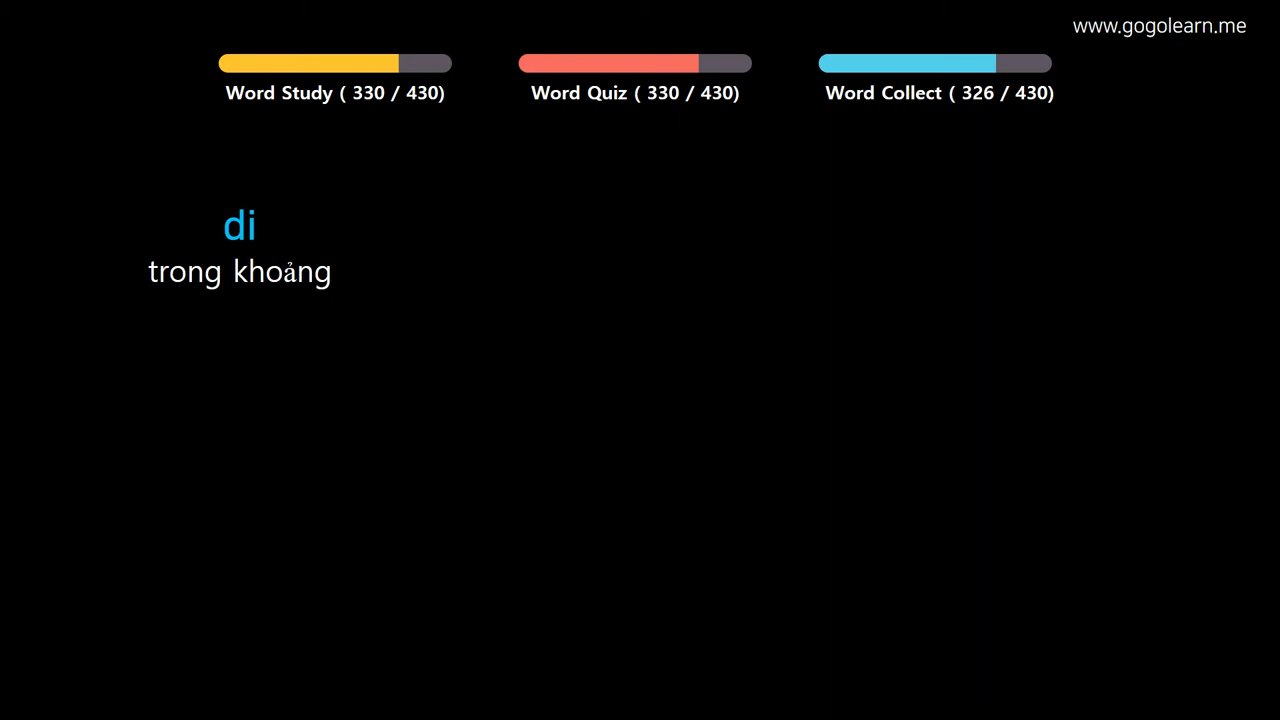 www.gogolearn.me
Word Study ( 330 / 430)
Word Quiz ( 330 / 430)
Word Collect ( 326 / 430)
di
trong khoảng